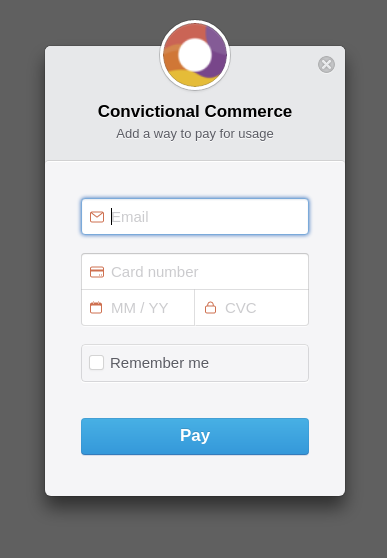 Convictional Commerce
Add a way to pay for usage
Email
Card number
MM / YY
CVC
Remember me
Pay